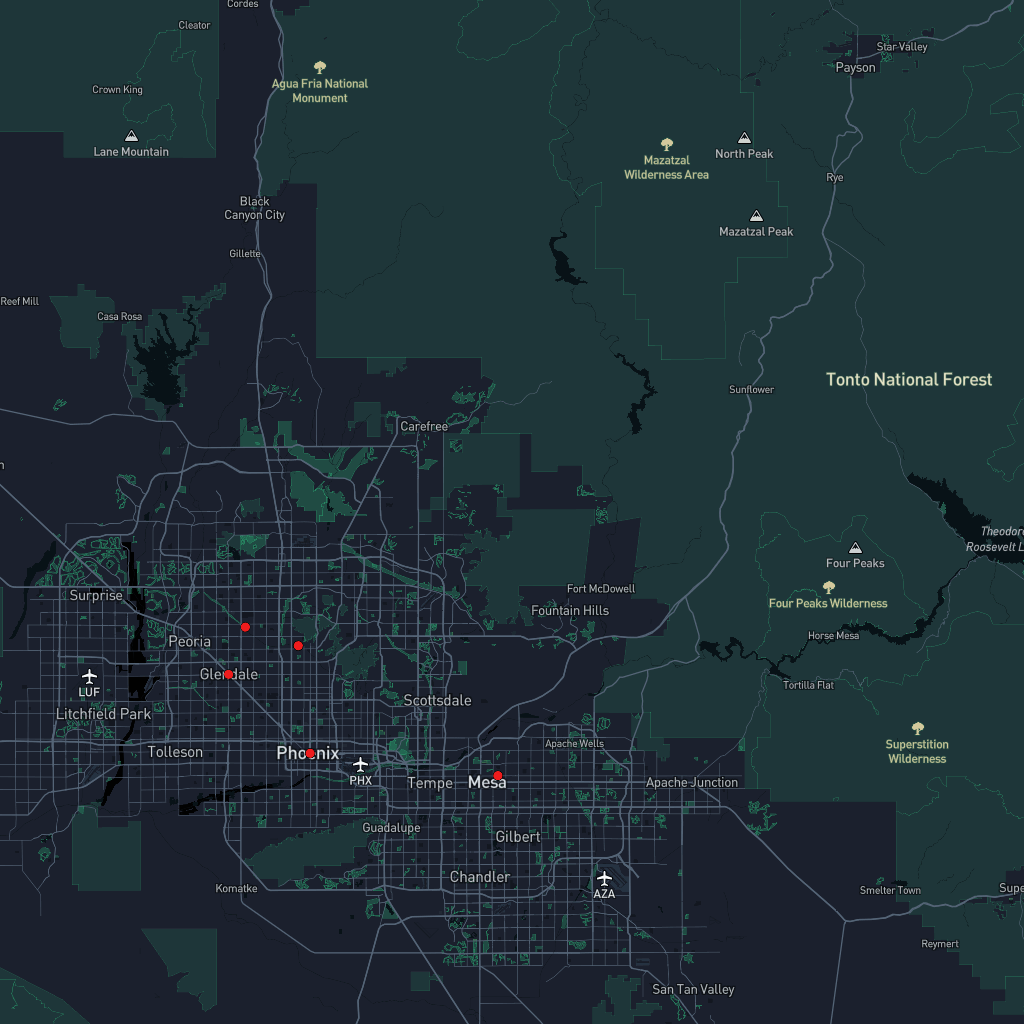 Cordes
Cleator
Star Valley
Payson
Agua Fria National
Monument
Crown King
Lane Mountain
North Peak
Mazatzal
Wilderness Area
Rye
Black
Canyon City
Mazatzal Peak
Gillette
Reef Mill
Casa Rosa
Tonto National Forest
Sunflower
Carefree
n
Theodore
Roosevelt L
Four Peaks
Surprise
Fort McDowell
Four Peaks Wilderness
Fountain Hills
Peoria
Horse Mesa
Glendale
LUF
Tortilla Flat
Scottsdale
Litchfield Park
Tolleson
Phoenix
Apache Wells
Superstition
Wilderness
PHX
Tempe
Mesa
Apache Junction
Guadalupe
Gilbert
Chandler
Komatke
AZA
Smelter Town
Supe
Reymert
San Tan Valley